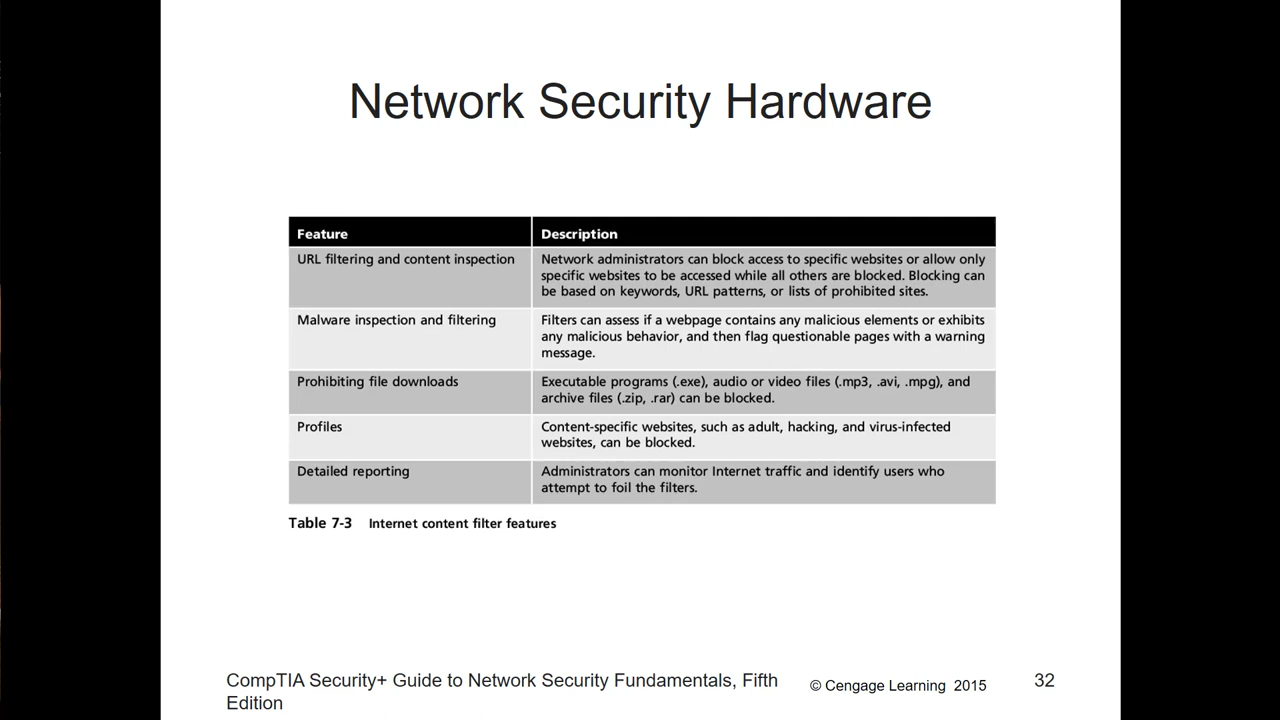 Network Security Hardware
Feature
Description
URL filtering and content inspection
Network administrators can block access to specific websites or allow only
specific websites to be accessed while all others are blocked. Blocking can
be based on keywords, URL patterns, or lists of prohibited sites.
Malware inspection and filtering
Filters can assess if a webpage contains any malicious elements or exhibits
any malicious behavior, and then flag questionable pages with a warning
message.
Prohibiting file downloads
Executable programs (.exe), audio or video files (.mp3, .avi, .mpg), and
archive files (.zip, .rar) can be blocked.
Profiles
Content-specific websites, such as adult, hacking, and virus-infected
websites, can be blocked.
Detailed reporting
Administrators can monitor Internet traffic and identify users who
attempt to foil the filters.
Table 7-3 Internet content filter features
CompTIA Security+ Guide to Network Security Fundamentals, Fifth
Edition
© Cengage Learning 2015
32